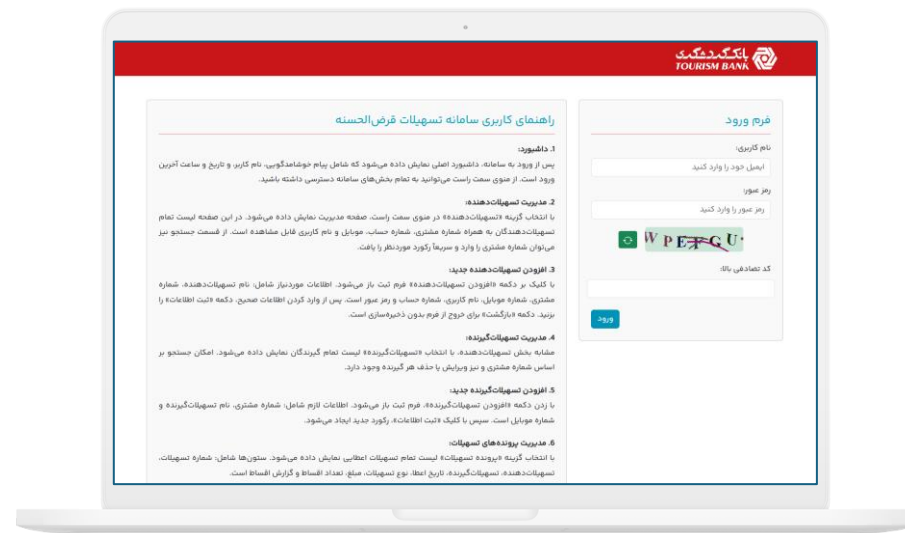 بانک گردشگری
TOURISM BANK
فرم ورود
نام کاربری:
ایمیل خود را وارد کنید
رمز عبور:
رمز عبور را وارد کنید
W P E T G U
کد تصادفی بالا:
ورود
راهنمای کاربری سامانه تسهیلات قرض‌الحسنه
1. داشبورد:
پس از ورود به سامانه، داشبورد اصلی نمایش داده می‌شود که شامل پیام خوشامدگویی، نام کاربر، و تاریخ و ساعت آخرین
ورود است. از منوی سمت راست می‌توانید به تمام بخش‌های سامانه دسترسی داشته باشید.
2. مدیریت تسهیلات‌دهنده:
با انتخاب گزینه «تسهیلات‌دهنده» در منوی سمت راست، صفحه مدیریت نمایش داده می‌شود. در این صفحه لیست تمام
تسهیلات‌دهندگان به همراه شماره مشتری، شماره حساب، موبایل و نام کاربری قابل مشاهده است. از قسمت جستجو نیز
می‌توان شماره مشتری را وارد و سریعاً رکورد موردنظر را یافت.
3. افزودن تسهیلات‌دهنده جدید:
با کلیک بر دکمه «افزودن تسهیلات‌دهنده» فرم ثبت باز می‌شود. اطلاعات موردنیاز شامل: نام تسهیلات‌دهنده، شماره
مشتری، شماره موبایل، نام کاربری، شماره حساب و رمز عبور است. پس از وارد کردن اطلاعات صحیح، دکمه «ثبت اطلاعات» را
بزنید. دکمه «بازگشت» برای خروج از فرم بدون ذخیره‌سازی است.
4. مدیریت تسهیلات‌گیرنده:
مشابه بخش تسهیلات‌دهنده، با انتخاب «تسهیلات‌گیرنده» لیست تمام گیرندگان نمایش داده می‌شود. امکان جستجو بر
اساس شماره مشتری و نیز ویرایش یا حذف هر گیرنده وجود دارد.
5. افزودن تسهیلات‌گیرنده جدید:
با زدن دکمه «افزودن تسهیلات‌گیرنده»، فرم ثبت باز می‌شود. اطلاعات لازم شامل: شماره مشتری، نام تسهیلات‌گیرنده و
شماره موبایل است. سپس با کلیک «ثبت اطلاعات»، رکورد جدید ایجاد می‌شود.
6. مدیریت پرونده‌های تسهیلات:
با انتخاب گزینه «پرونده تسهیلات» لیست تمام تسهیلات اعطایی نمایش داده می‌شود. ستون‌ها شامل: شماره تسهیلات،
تسهیلات‌دهنده، تسهیلات‌گیرنده، تاریخ اعطا، نوع تسهیلات، مبلغ، تعداد اقساط و گزارش اقساط است.